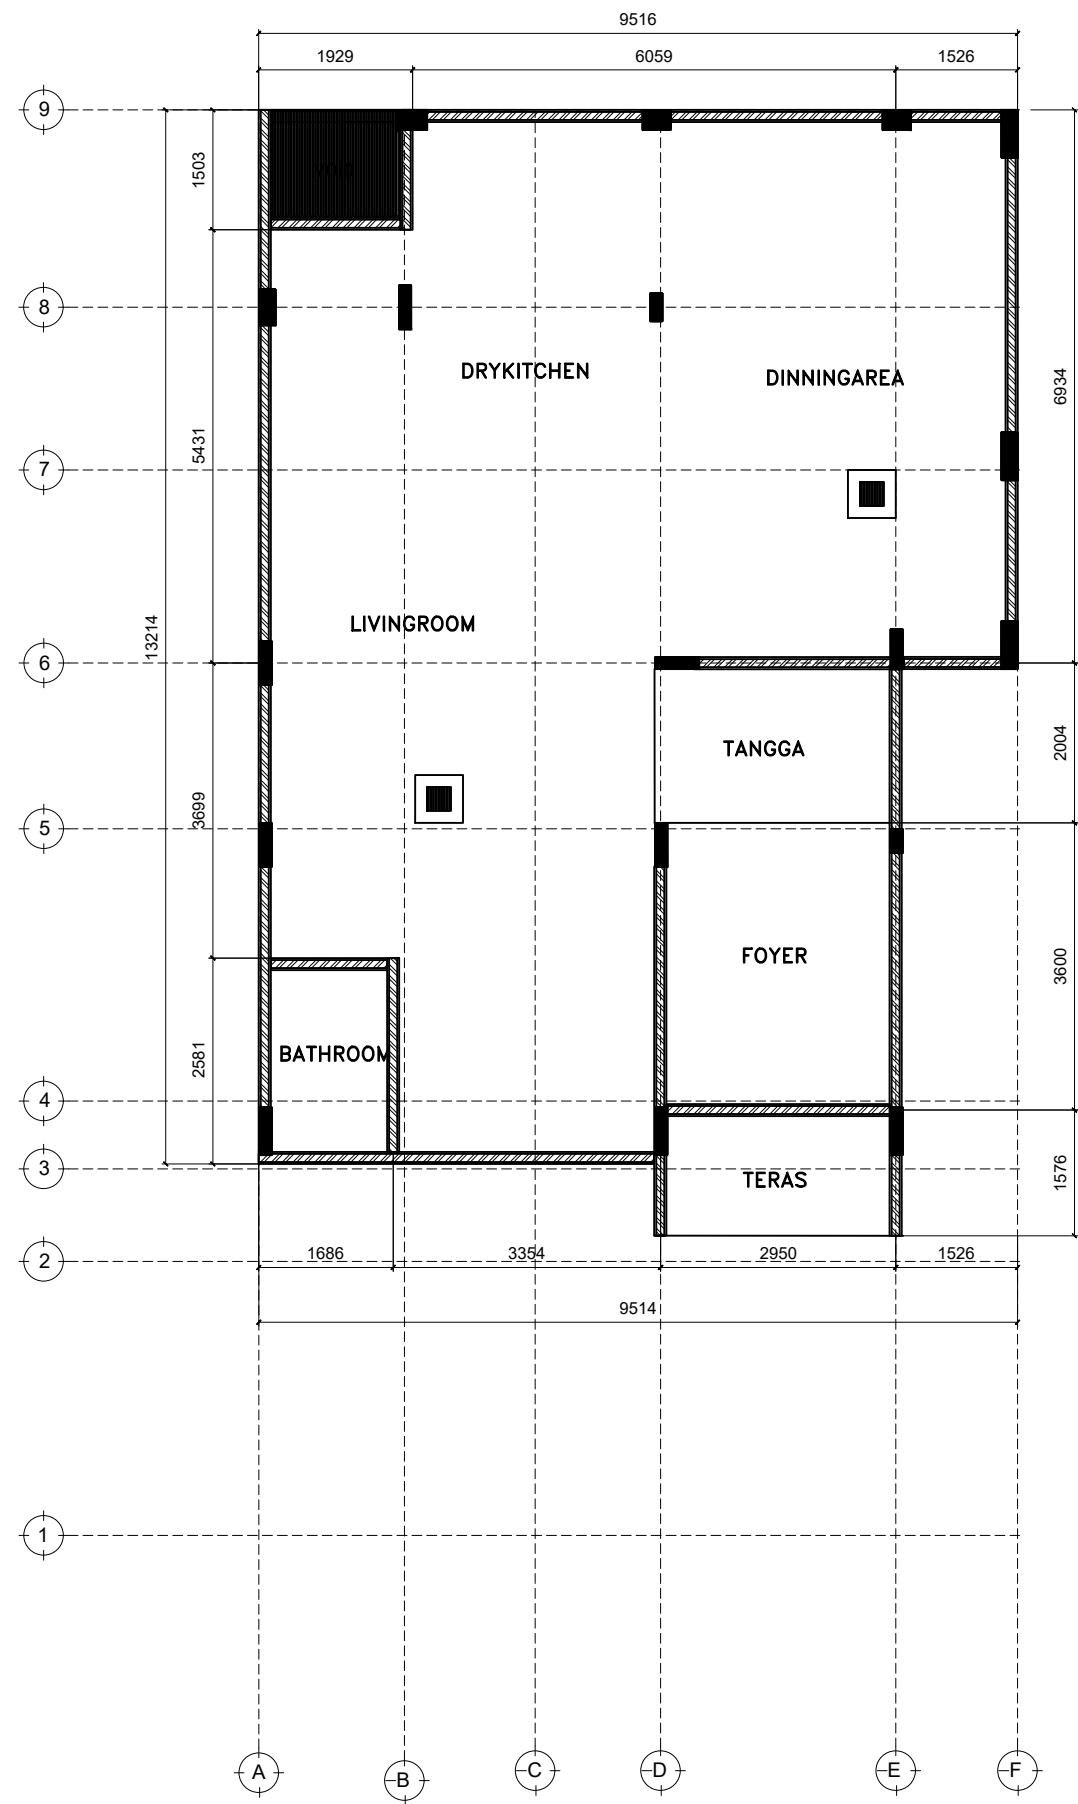 9516
1929 6059 1526
9
1503
VOID
8
DRYKITCHEN
DINNINGAREA
6934
5431
7
LIVINGROOM
13214
6
TANGGA
2004
3699
5
FOYER
3600
BATHROOM
2581
4
3
TERAS
1576
2
1686 3354 2950 1526
9514
1
A B C D E F